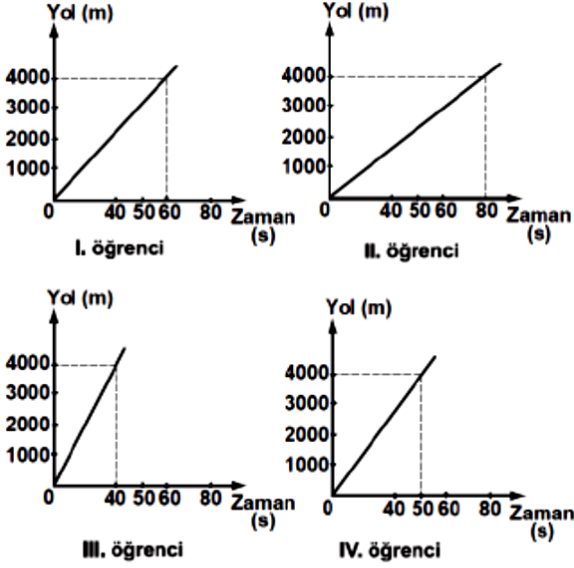 Yol (m)
4000
3000
2000
1000
0 40 50 60 80 Zaman
(s)
I. öğrenci
Yol (m)
4000
3000
2000
1000
0 40 50 60 80 Zaman
(s)
II. öğrenci
Yol (m)
4000
3000
2000
1000
0 40 50 60 80 Zaman
(s)
III. öğrenci
Yol (m)
4000
3000
2000
1000
0 40 50 60 80 Zaman
(s)
IV. öğrenci